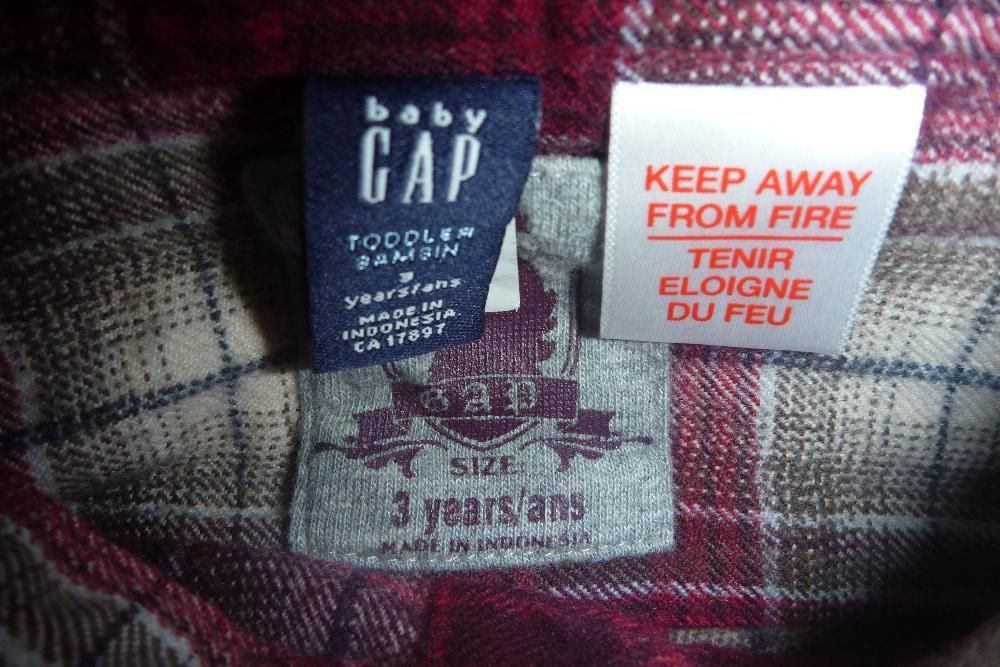 baby
GAP
TODDLER
BAMBIN
3
years/ans
MADE IN
INDONESIA
CA 17897
KEEP AWAY
FROM FIRE
TENIR
ELOIGNE
DU FEU
GAP
SIZE:
3 years/ans
MADE IN INDONESIA